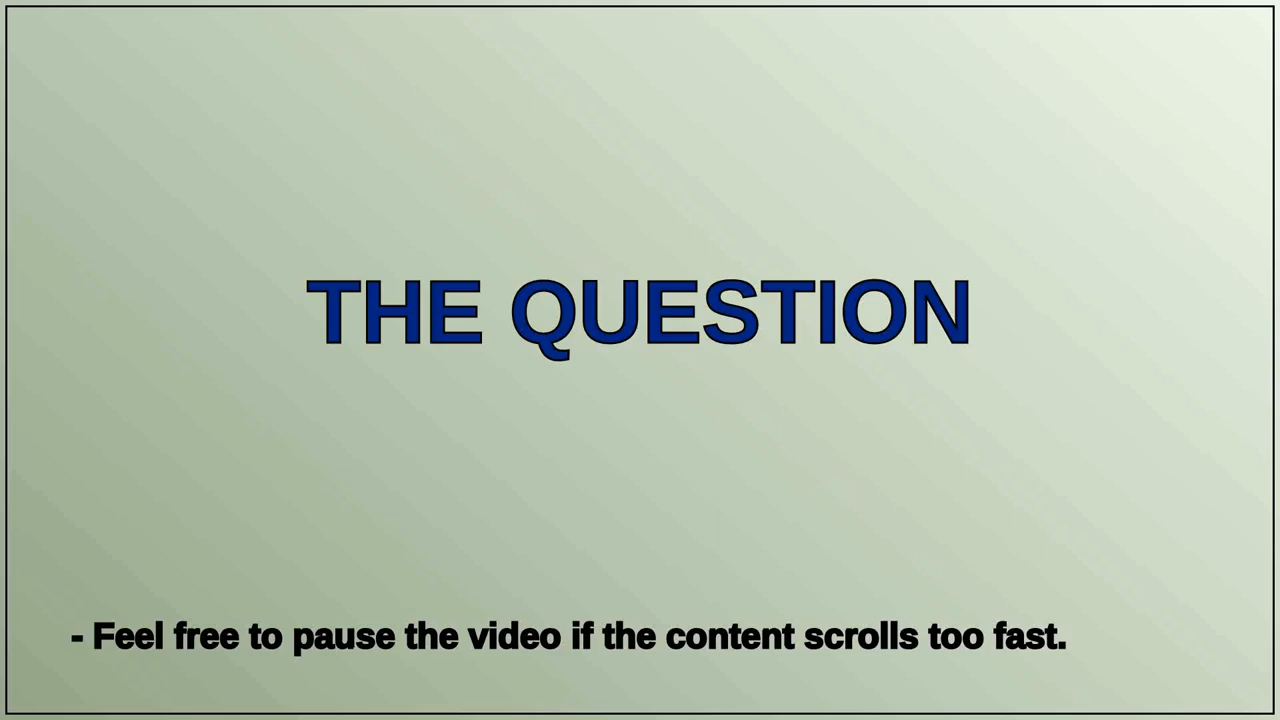 THE QUESTION
- Feel free to pause the video if the content scrolls too fast.